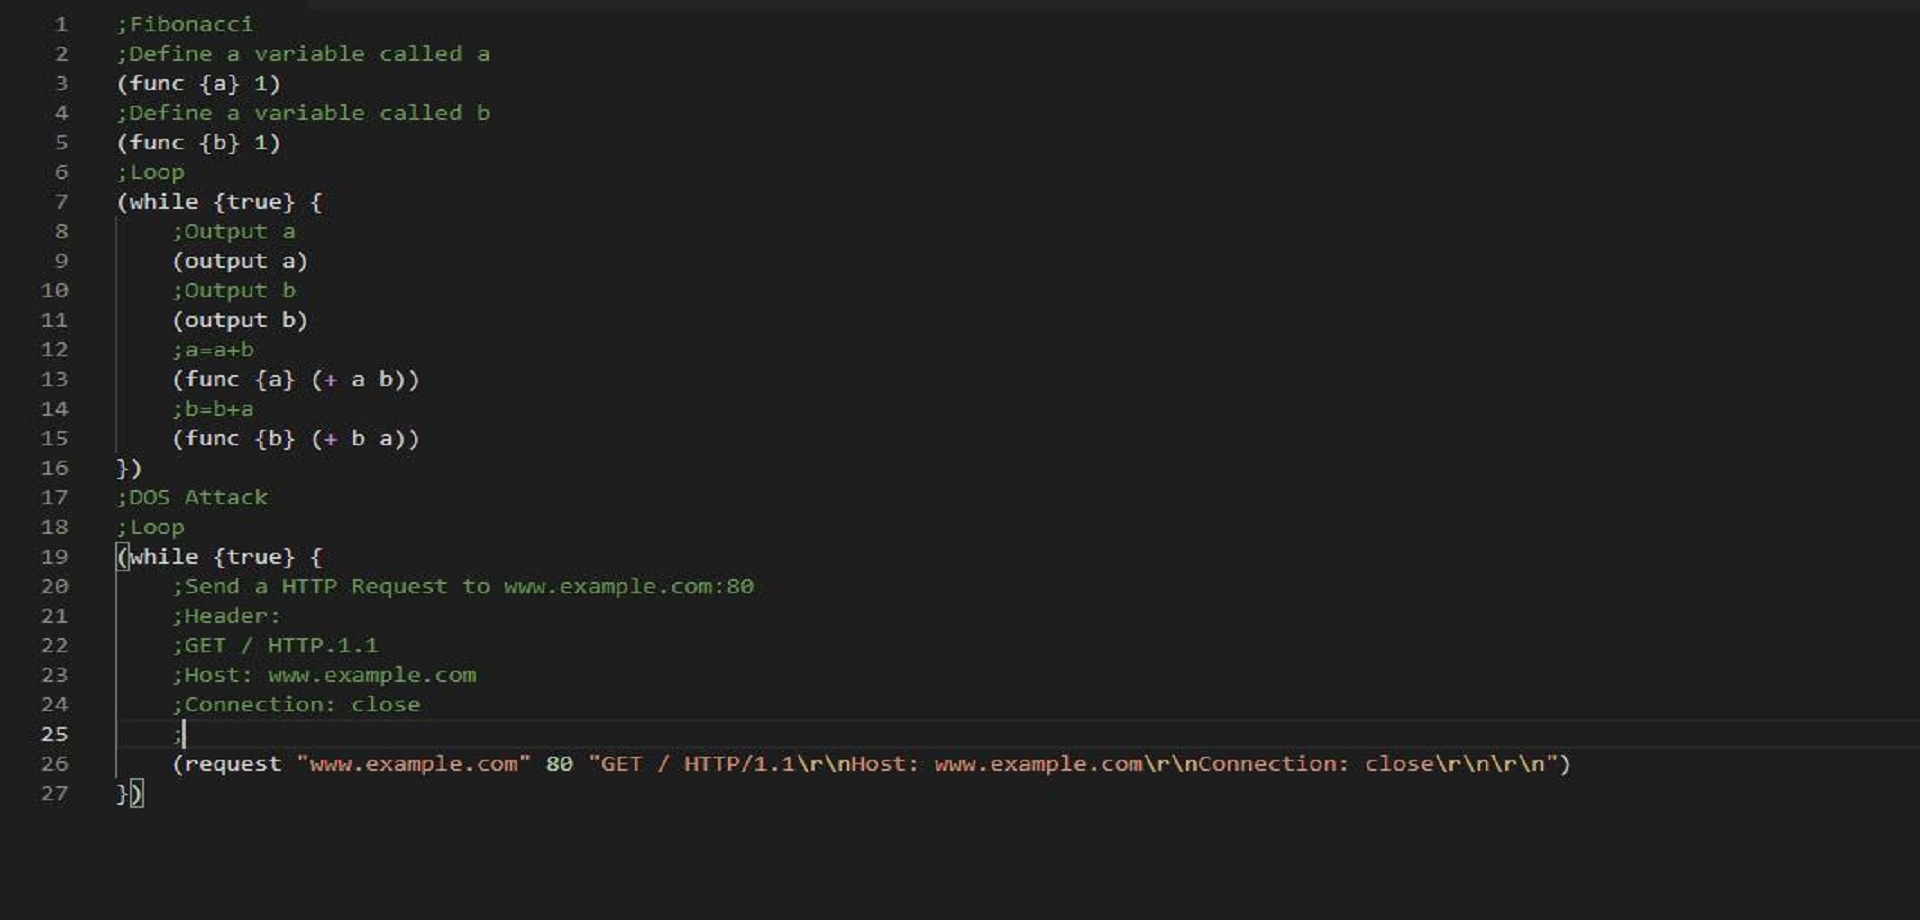 1 ;Fibonacci
2 ;Define a variable called a
3 (func {a} 1)
4 ;Define a variable called b
5 (func {b} 1)
6 ;Loop
7 (while {true} {
8     ;Output a
9     (output a)
10     ;Output b
11     (output b)
12     ;a=a+b
13     (func {a} (+ a b))
14     ;b=b+a
15     (func {b} (+ b a))
16 })
17 ;DOS Attack
18 ;Loop
19 (while {true} {
20     ;Send a HTTP Request to www.example.com:80
21     ;Header:
22     ;GET / HTTP.1.1
23     ;Host: www.example.com
24     ;Connection: close
25     ;
26     (request "www.example.com" 80 "GET / HTTP/1.1\r\nHost: www.example.com\r\nConnection: close\r\n\r\n")
27 })